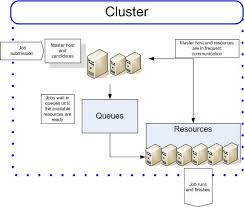 Cluster
Job
submission
Master host
and
candidates
Master host and resources
are in frequent
communication
Jobs wait in
queues until
the available
resources are
ready
Queues
Resources
Job runs
and finishes